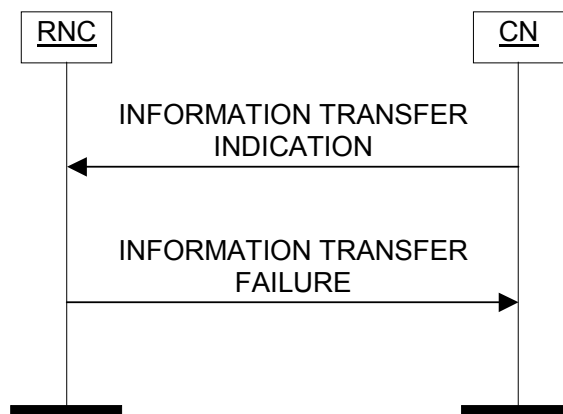 RNC
CN
INFORMATION TRANSFER
INDICATION
INFORMATION TRANSFER
FAILURE